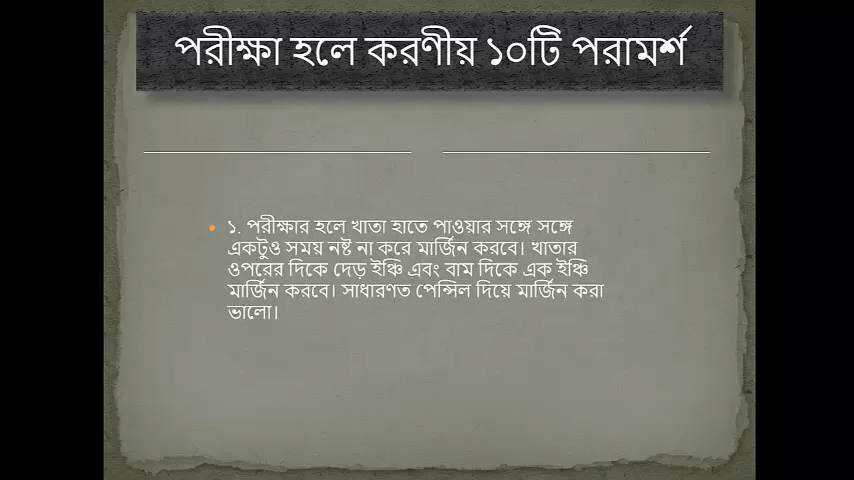 পরীক্ষা হলে করণীয় ১০টি পরামর্শ
১. পরীক্ষার হলে খাতা হাতে পাওয়ার সঙ্গে সঙ্গে
একটুও সময় নষ্ট না করে মার্জিন করবে। খাতার
ওপরের দিকে দেড় ইঞ্চি এবং বাম দিকে এক ইঞ্চি
মার্জিন করবে। সাধারণত পেন্সিল দিয়ে মার্জিন করা
ভালো।